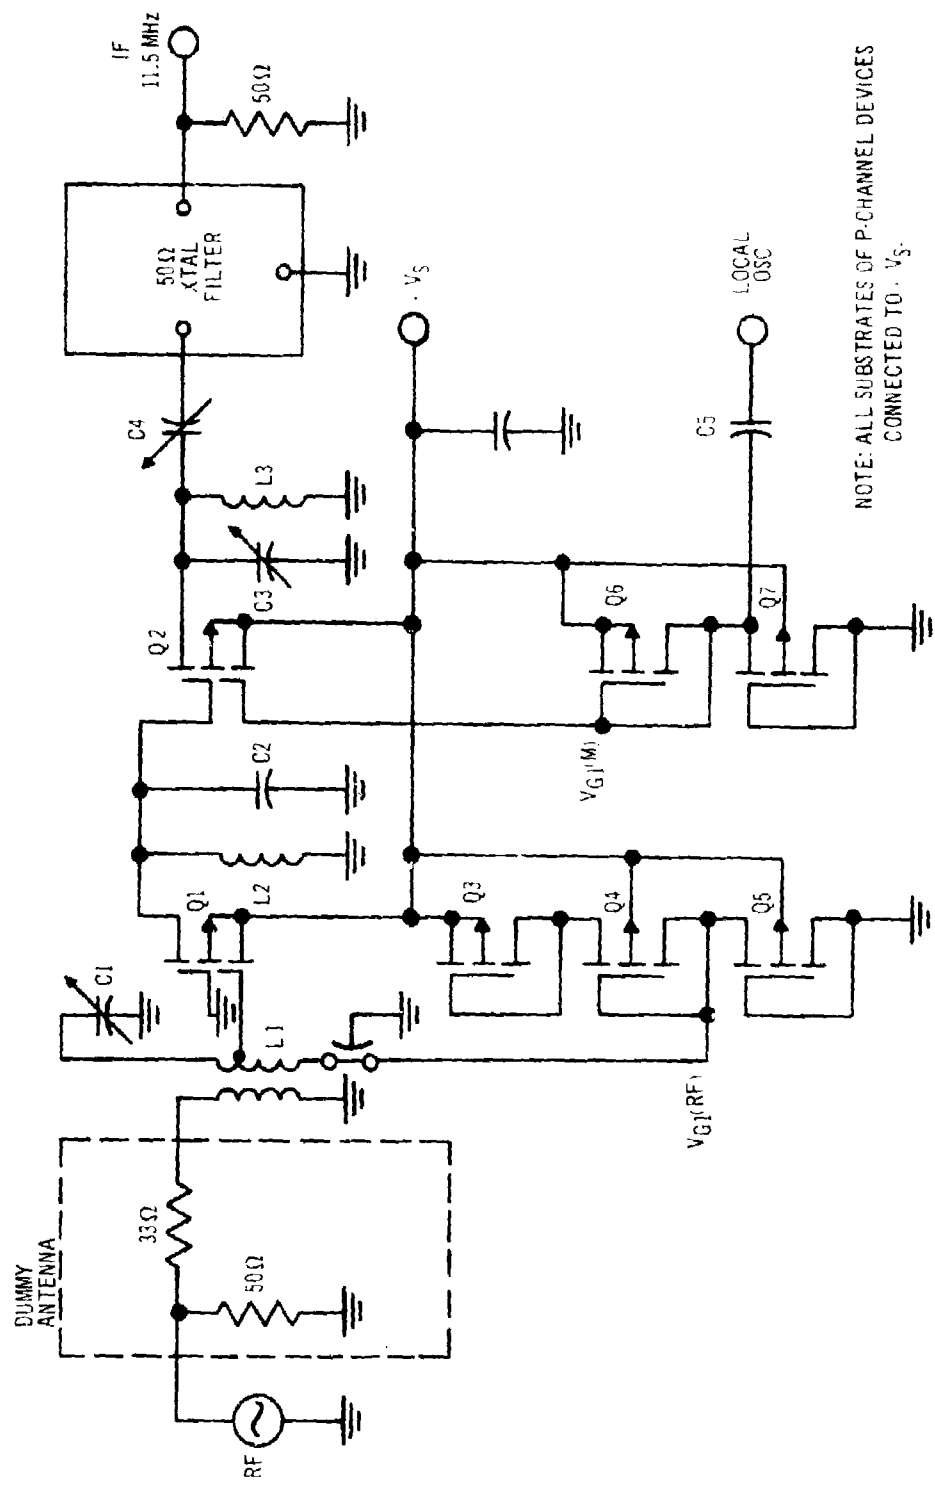 DUMMY
ANTENNA
RF
33Ω
50Ω
C1
L1
Q1
L2
C2
Q2
C3
L3
C4
50Ω
XTAL
FILTER
IF
11.5 MHz
50Ω
VG1(RF)
Q3
Q4
Q5
VG1(M)
Q6
Q7
C5
· VS
LOCAL
OSC
NOTE: ALL SUBSTRATES OF P-CHANNEL DEVICES
CONNECTED TO · VS.